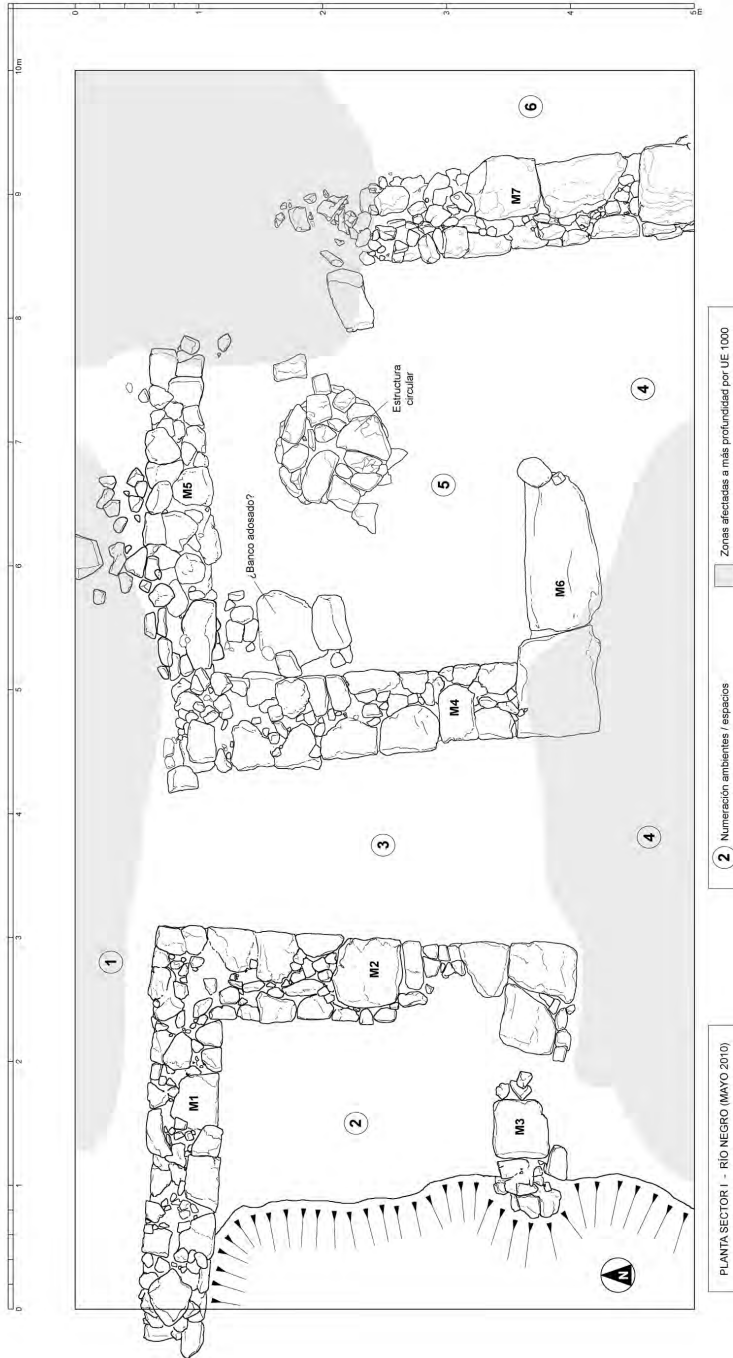 0
1
2
3
4
5 m
0
1
2
3
4
5
6
7
8
9
10m
1
2
3
4
4
5
6
M1
M2
M3
M4
M5
M6
M7
¿Banco adosado?
Estructura
circular
N
PLANTA SECTOR I - RÍO NEGRO (MAYO 2010)
2 Numeración ambientes / espacios
Zonas afectadas a más profundidad por UE 1000